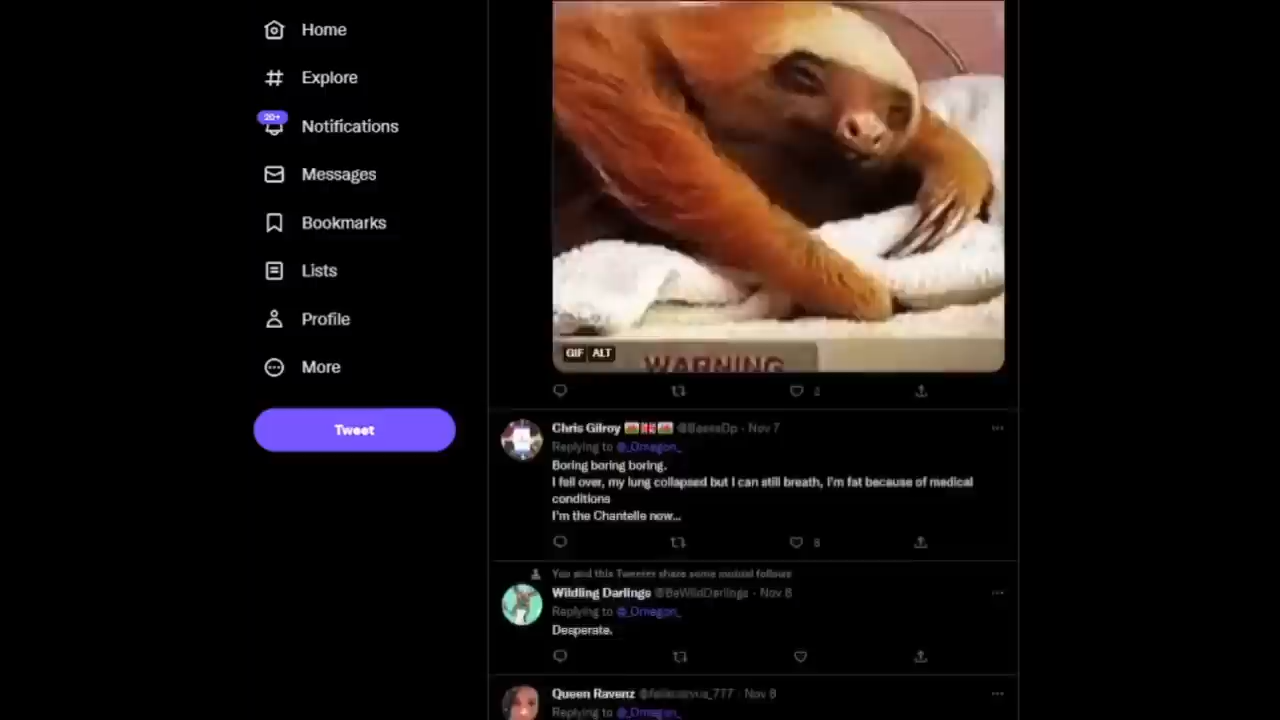 Home
Explore
20+
Notifications
Messages
Bookmarks
Lists
Profile
More
Tweet
GIF ALT
WARNING
Chris Gilroy · Nov 7
Replying to @_Omegon_
Boring boring boring.
I fell over, my lung collapsed but I can still breath, I'm fat because of medical
conditions
I'm the Chantelle now...
8
You and this Tweeter share some mutual follows
Wildling Darlings @BeWildDarlings · Nov 8
Replying to @_Omegon_
Desperate.
Queen Ravenz · Nov 8
Replying to @_Omegon_